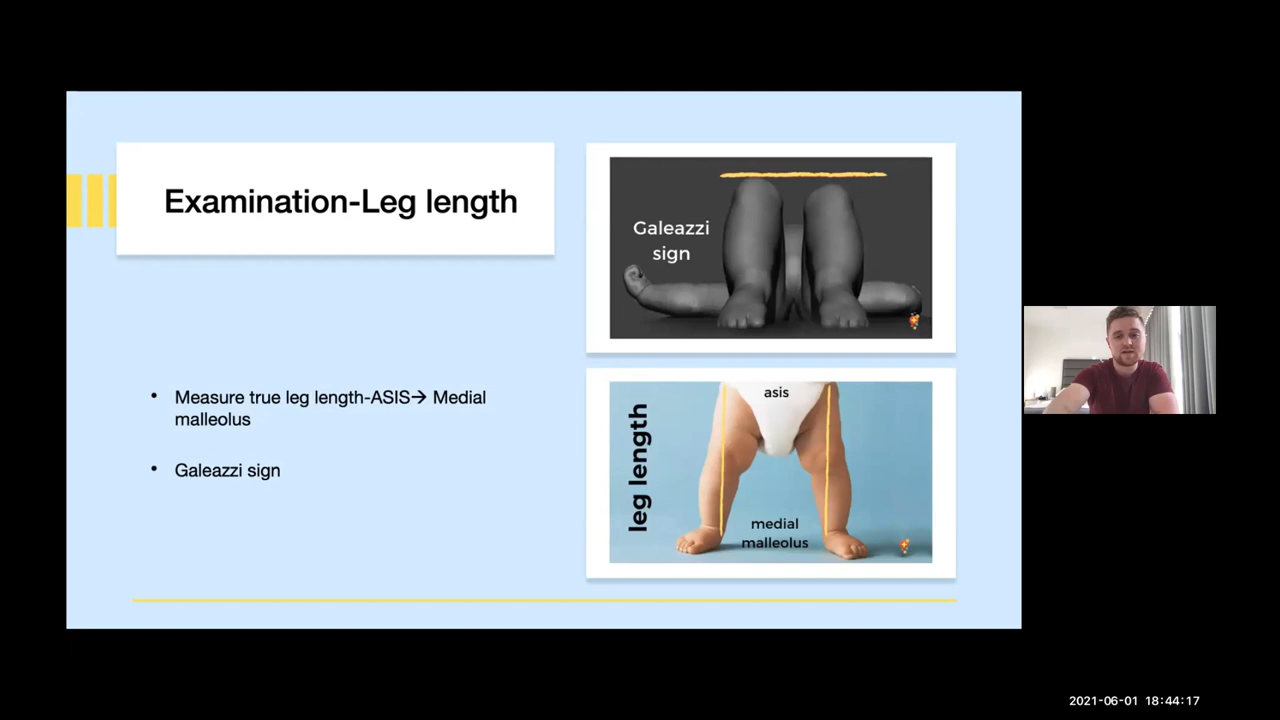 Examination-Leg length
Measure true leg length-ASIS→ Medial
malleolus
Galeazzi sign
Galeazzi
sign
asis
leg length
medial
malleolus
2021-06-01 18:44:17